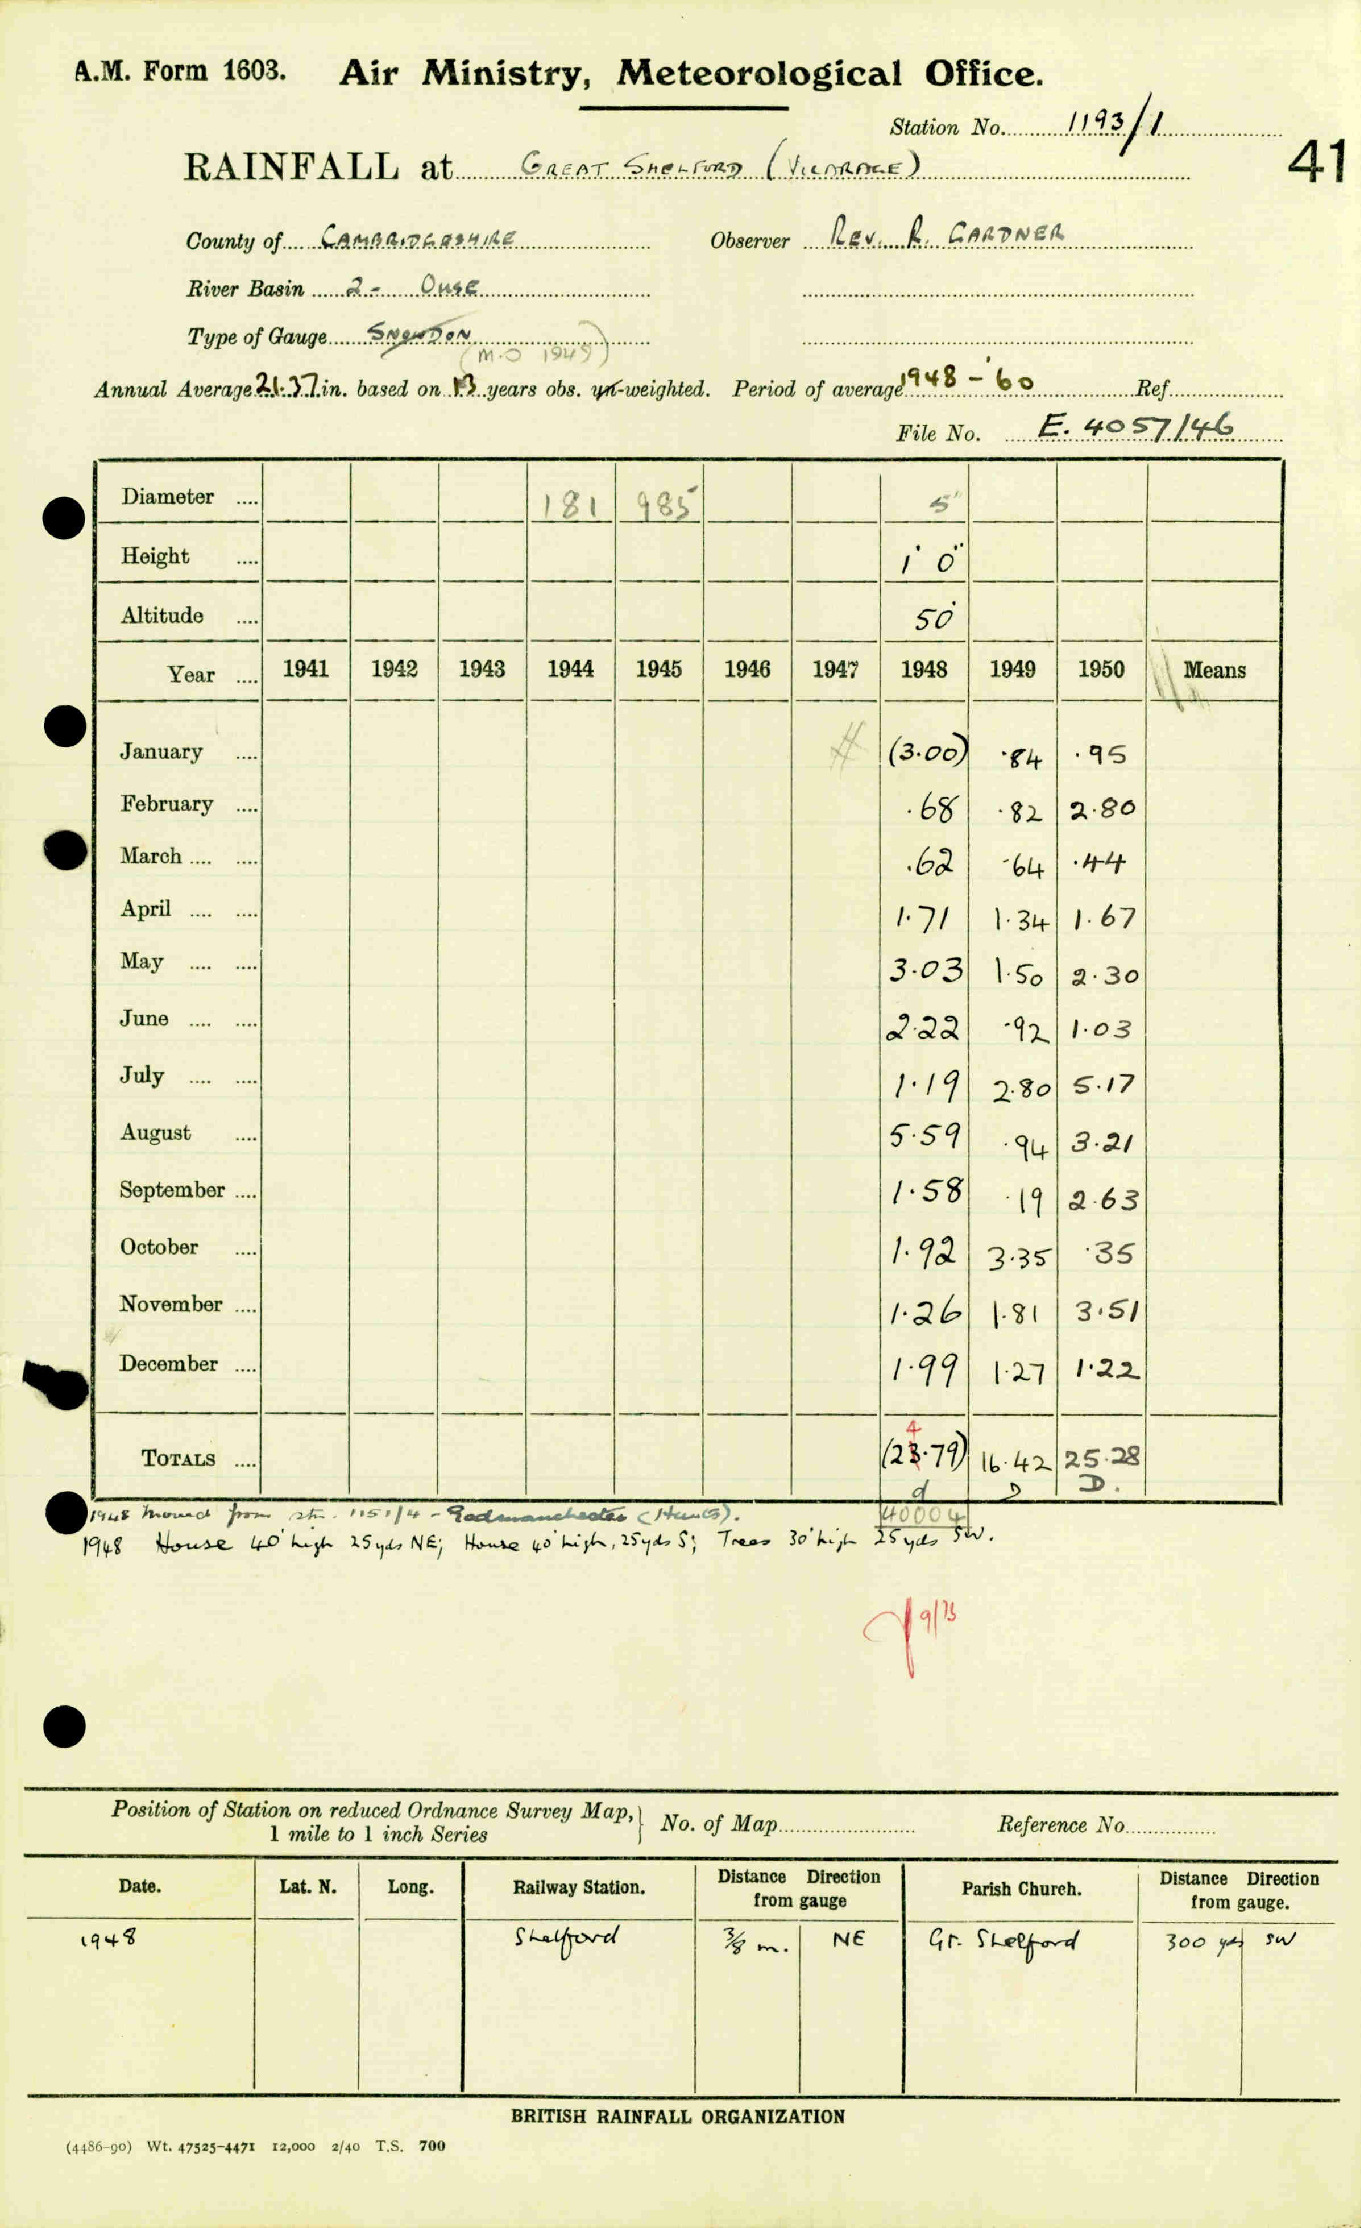 A.M. Form 1603. Air Ministry, Meteorological Office.
Station No. 1193/1
41
RAINFALL at GREAT SHELFORD (VICARAGE)
County of CAMBRIDGESHIRE Observer REV. R. GARDNER
River Basin 2 - OUSE
Type of Gauge SNOWDON
(M.O 1949)
Annual Average 21.37 in. based on 13 years obs. un-weighted. Period of average 1948 - '60 Ref.
File No. E. 4057/46
Diameter .... 181 985 5"
Height .... 1' 0"
Altitude .... 50'
Year .... 1941 1942 1943 1944 1945 1946 1947 1948 1949 1950 Means
January .... (3.00) .84 .95
February .... .68 .82 2.80
March .... .... .62 .64 .44
April .... .... 1.71 1.34 1.67
May .... .... 3.03 1.50 2.30
June .... .... 2.22 .92 1.03
July .... .... 1.19 2.80 5.17
August .... 5.59 .94 3.21
September .... 1.58 .19 2.63
October .... 1.92 3.35 .35
November .... 1.26 1.81 3.51
December .... 1.99 1.27 1.22
4
TOTALS .... (23.79) 16.42 25.28
d D D.
1948 Moved from stn. 1151/4 - Godmanchester (Hunts). 40004
1948 House 40' high 25 yds NE; House 40' high, 25 yds S; Trees 30' high 25 yds SW.
9/73
Position of Station on reduced Ordnance Survey Map, 1 mile to 1 inch Series } No. of Map Reference No.
Date. Lat. N. Long. Railway Station. Distance Direction from gauge Parish Church. Distance Direction from gauge.
1948 Shelford 3/8 m. NE Gt. Shelford 300 yds SW
BRITISH RAINFALL ORGANIZATION
(4486-90) Wt. 47525-4471 12,000 2/40 T.S. 700